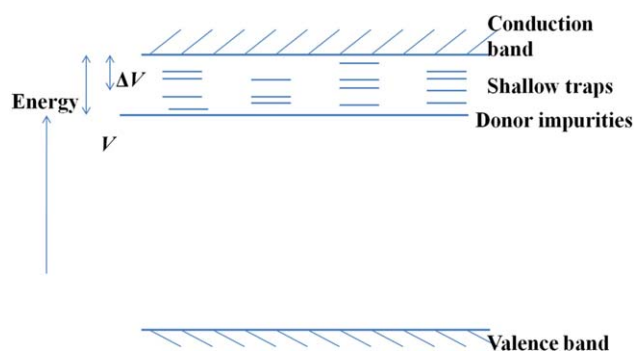 Conduction
band
ΔV
Shallow traps
Energy
Donor impurities
V
Valence band